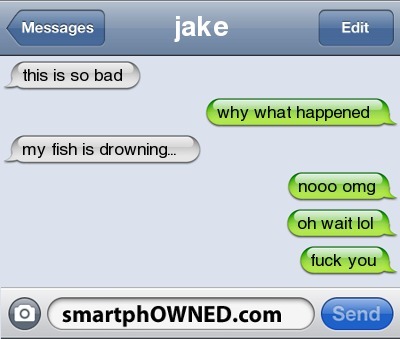 Messages
jake
Edit
this is so bad
why what happened
my fish is drowning...
nooo omg
oh wait lol
fuck you
smartphOWNED.com
Send